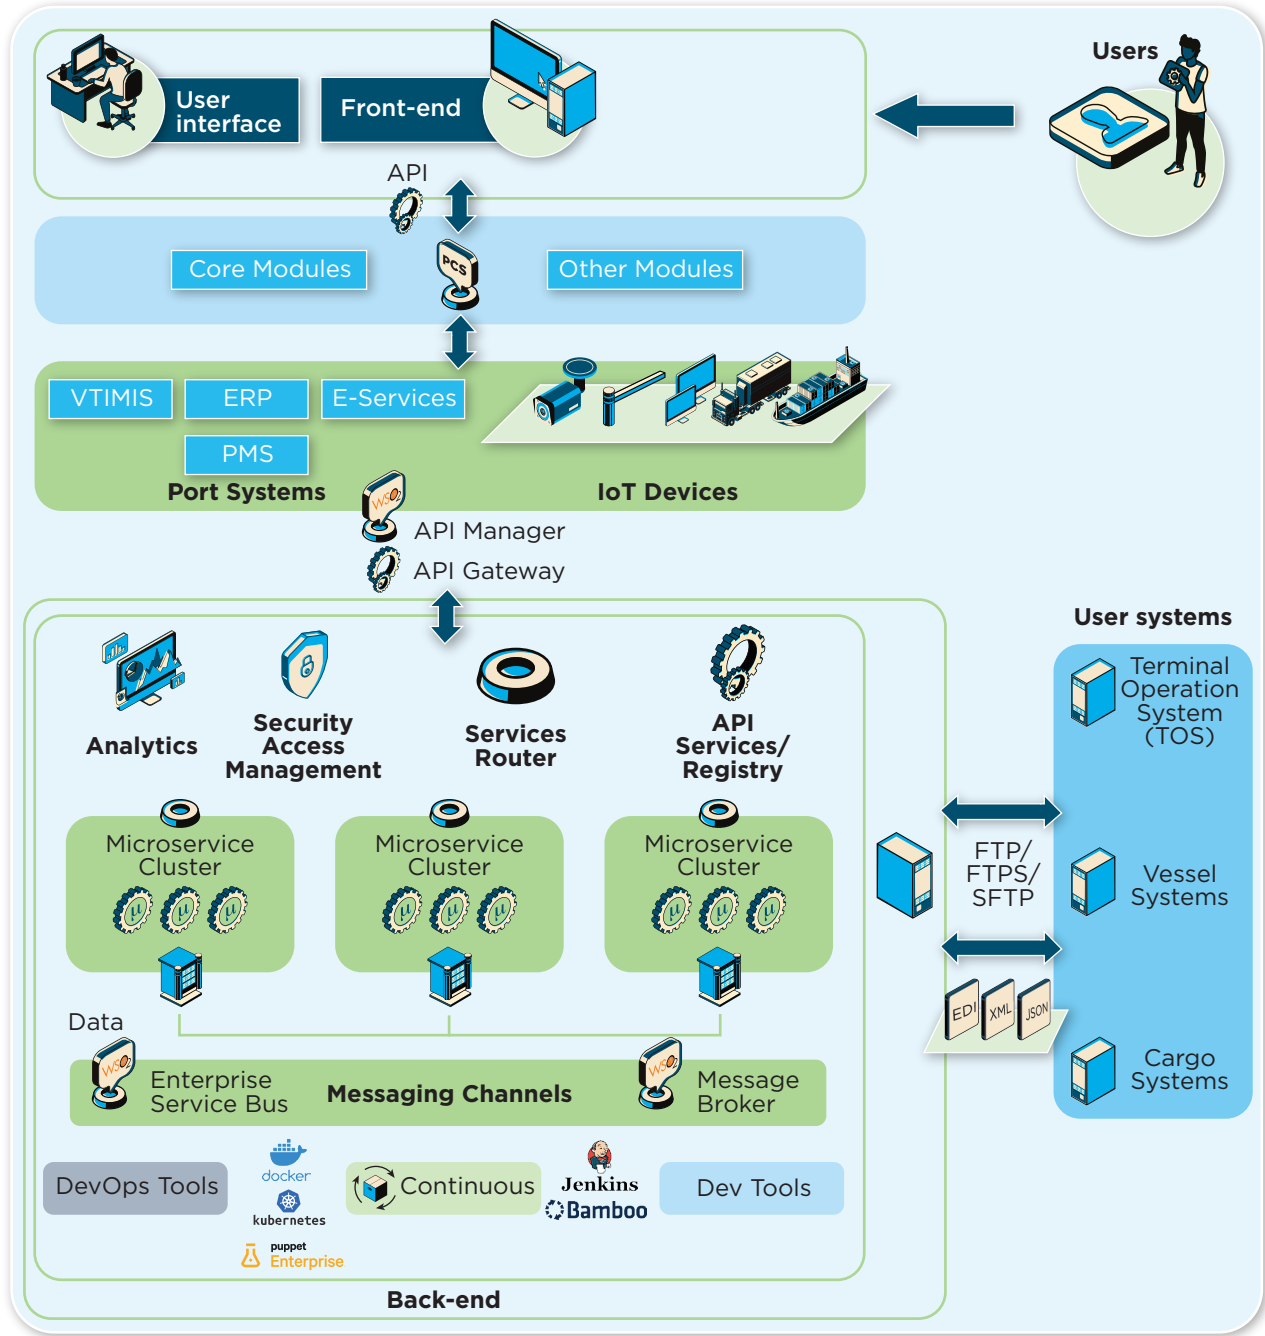 Users
User
interface
Front-end
API
Core Modules
PCS
Other Modules
VTIMIS
ERP
E-Services
PMS
Port Systems
IoT Devices
WSO2
API Manager
API Gateway
User systems
Terminal
Operation
System
(TOS)
Analytics
Security
Access
Management
Services
Router
API
Services/
Registry
Microservice
Cluster
μ μ μ
Microservice
Cluster
μ μ μ
Microservice
Cluster
μ μ μ
FTP/
FTPS/
SFTP
Vessel
Systems
EDI
XML
JSON
Cargo
Systems
Data
WSO2
Enterprise
Service Bus
Messaging Channels
WSO2
Message
Broker
DevOps Tools
docker
kubernetes
puppet
Enterprise
Continuous
Jenkins
Bamboo
Dev Tools
Back-end